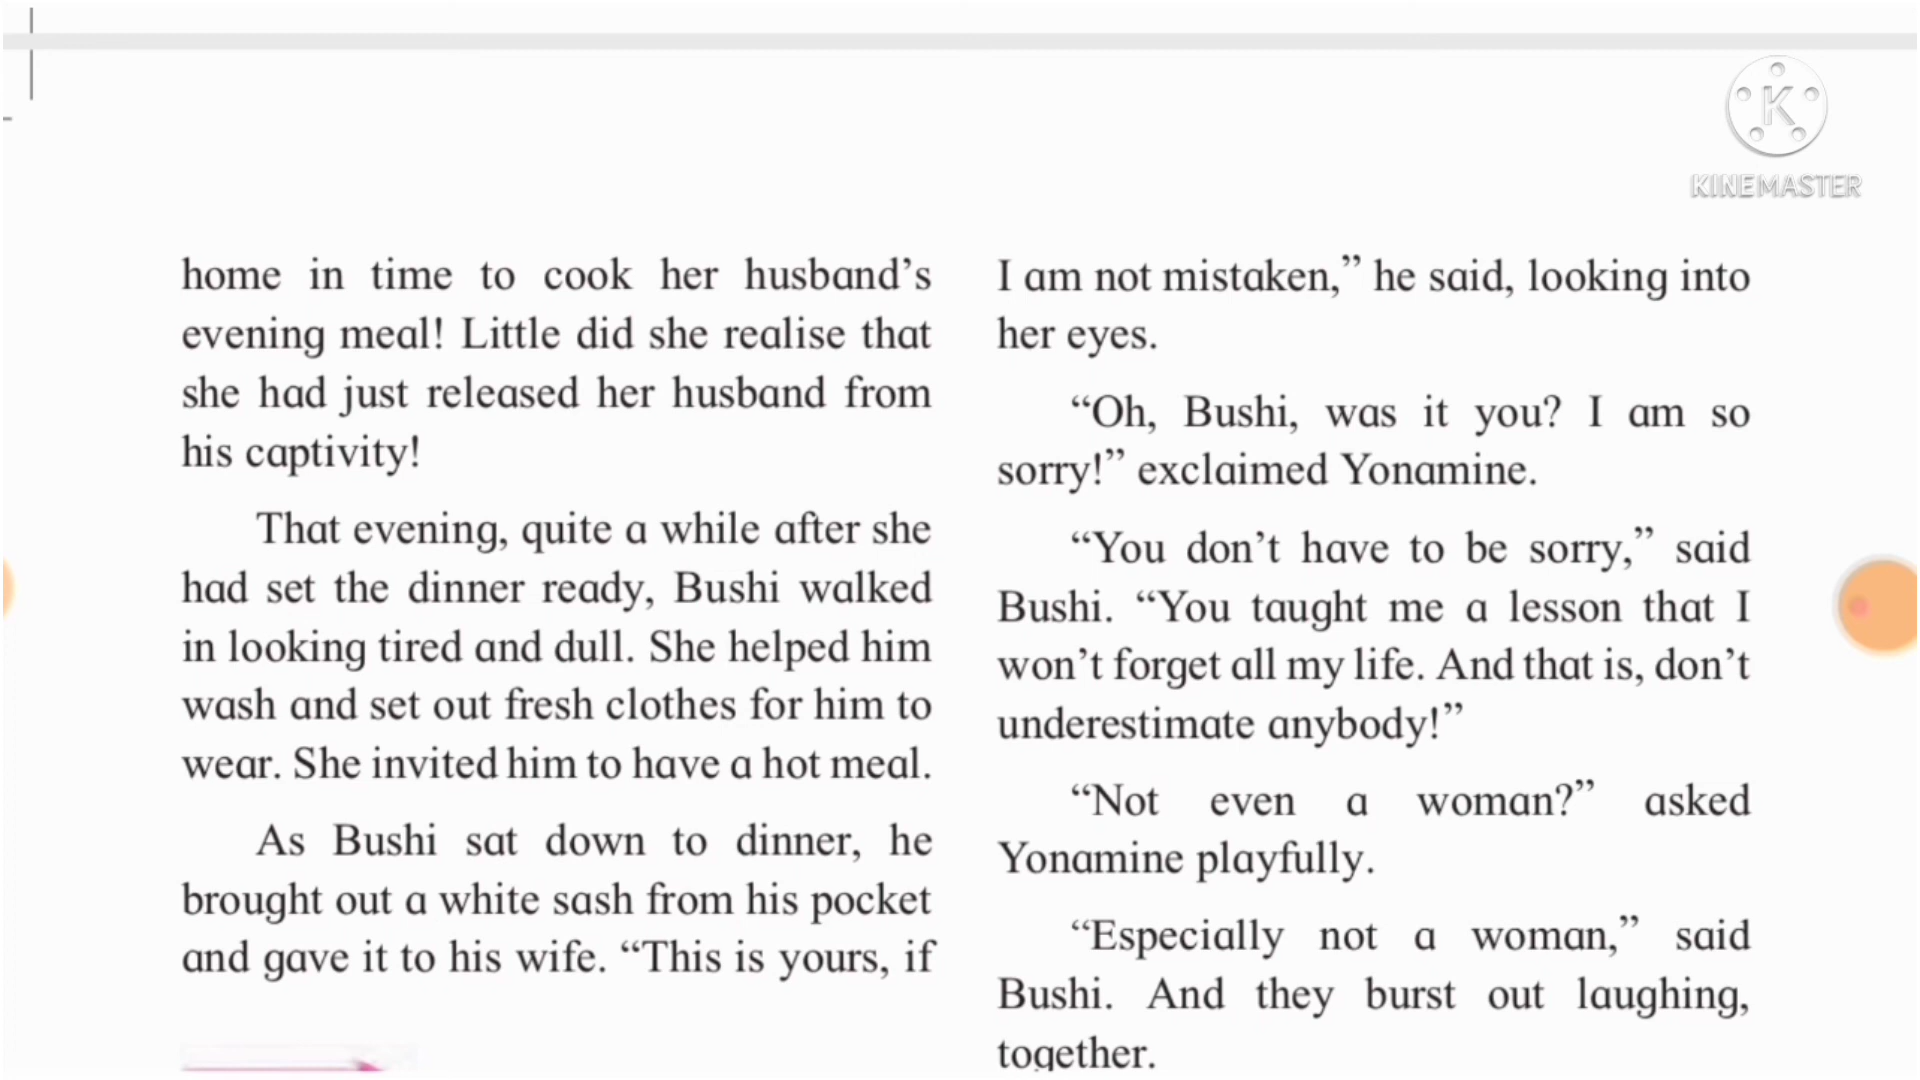 KINEMASTER
home in time to cook her husband’s
evening meal! Little did she realise that
she had just released her husband from
his captivity!
That evening, quite a while after she
had set the dinner ready, Bushi walked
in looking tired and dull. She helped him
wash and set out fresh clothes for him to
wear. She invited him to have a hot meal.
As Bushi sat down to dinner, he
brought out a white sash from his pocket
and gave it to his wife. “This is yours, if
I am not mistaken,” he said, looking into
her eyes.
“Oh, Bushi, was it you? I am so
sorry!” exclaimed Yonamine.
“You don’t have to be sorry,” said
Bushi. “You taught me a lesson that I
won’t forget all my life. And that is, don’t
underestimate anybody!”
“Not even a woman?” asked
Yonamine playfully.
“Especially not a woman,” said
Bushi. And they burst out laughing,
together.